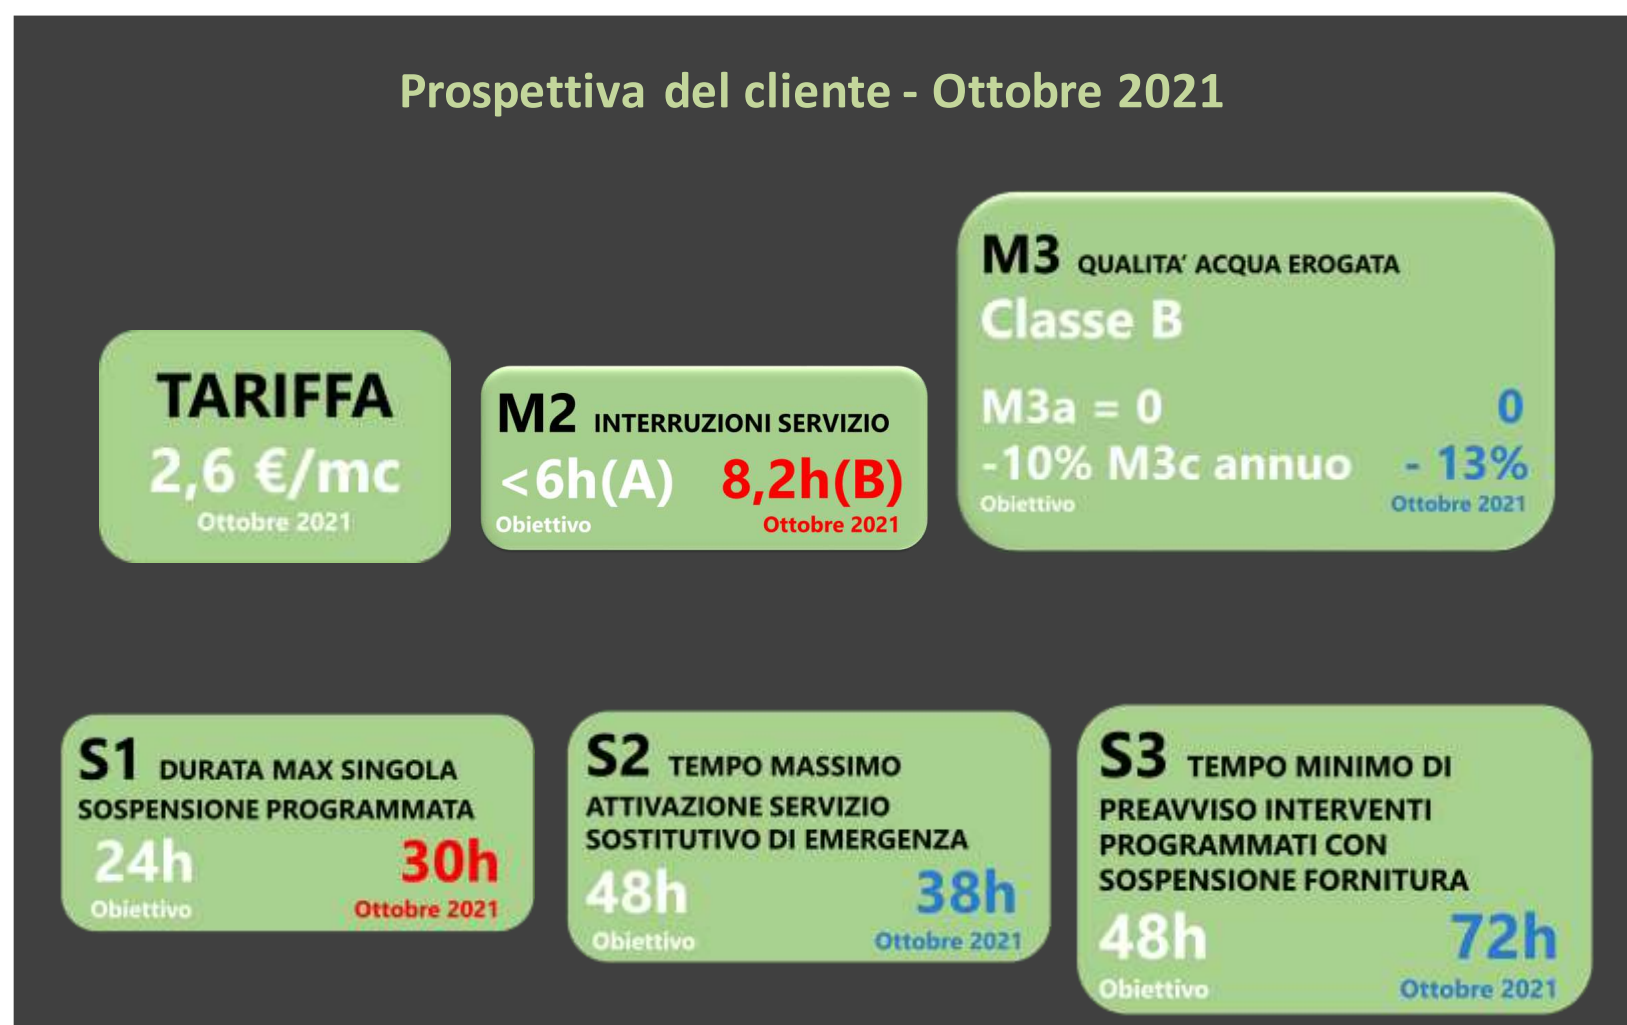 Prospettiva del cliente - Ottobre 2021
TARIFFA
2,6 €/mc
Ottobre 2021
M2 INTERRUZIONI SERVIZIO
<6h(A) 8,2h(B)
Obiettivo Ottobre 2021
M3 QUALITA' ACQUA EROGATA
Classe B
M3a = 0 0
-10% M3c annuo - 13%
Obiettivo Ottobre 2021
S1 DURATA MAX SINGOLA
SOSPENSIONE PROGRAMMATA
24h 30h
Obiettivo Ottobre 2021
S2 TEMPO MASSIMO
ATTIVAZIONE SERVIZIO
SOSTITUTIVO DI EMERGENZA
48h 38h
Obiettivo Ottobre 2021
S3 TEMPO MINIMO DI
PREAVVISO INTERVENTI
PROGRAMMATI CON
SOSPENSIONE FORNITURA
48h 72h
Obiettivo Ottobre 2021